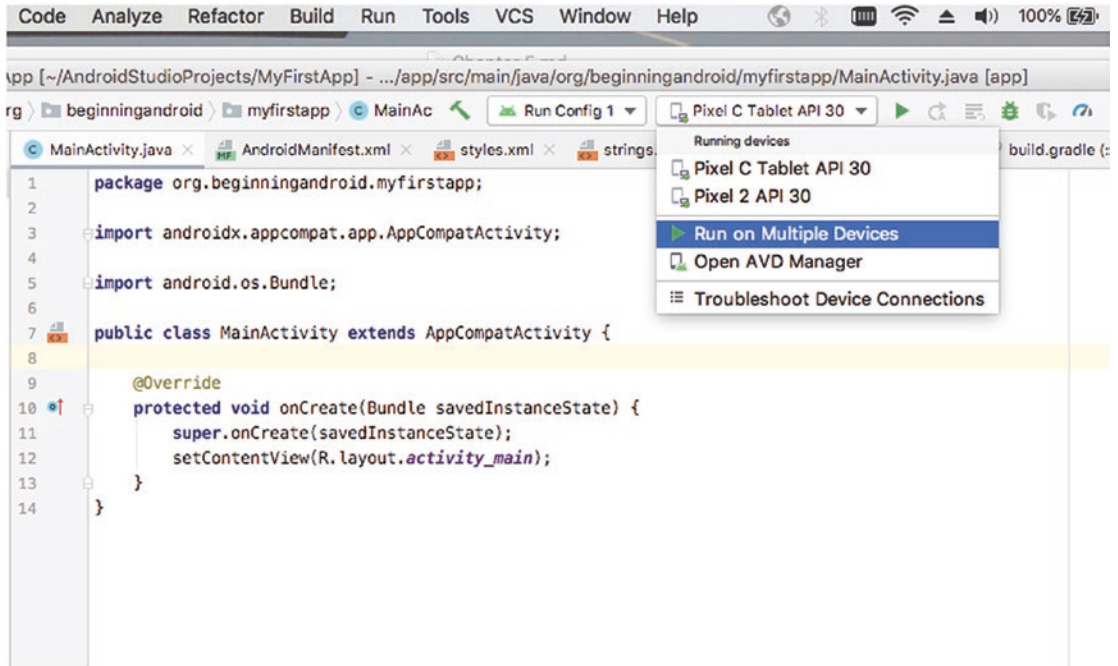 Code Analyze Refactor Build Run Tools VCS Window Help 100%
App [~/AndroidStudioProjects/MyFirstApp] - .../app/src/main/java/org/beginningandroid/myfirstapp/MainActivity.java [app]
rg beginningandroid myfirstapp C MainAc Run Config 1 Pixel C Tablet API 30
C MainActivity.java MF AndroidManifest.xml styles.xml strings. build.gradle (:
Running devices
Pixel C Tablet API 30
Pixel 2 API 30
Run on Multiple Devices
Open AVD Manager
Troubleshoot Device Connections
1 package org.beginningandroid.myfirstapp;
2
3 import androidx.appcompat.app.AppCompatActivity;
4
5 import android.os.Bundle;
6
7 public class MainActivity extends AppCompatActivity {
8
9 @Override
10 protected void onCreate(Bundle savedInstanceState) {
11 super.onCreate(savedInstanceState);
12 setContentView(R.layout.activity_main);
13 }
14 }